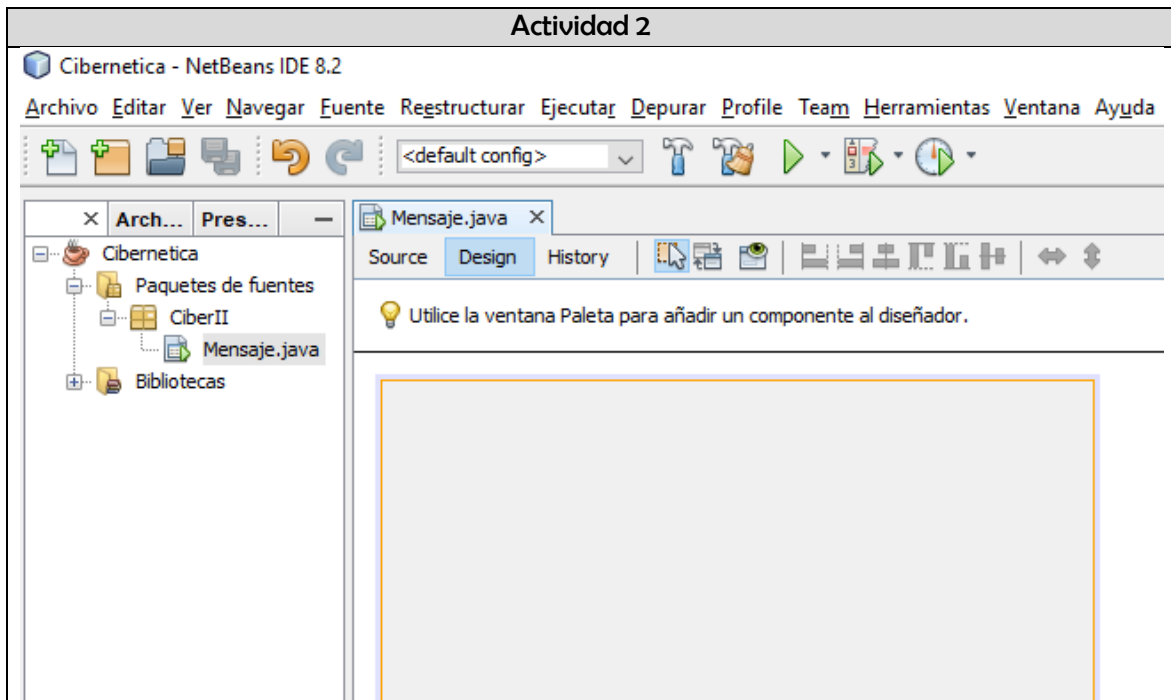 Actividad 2
Cibernetica - NetBeans IDE 8.2
Archivo Editar Ver Navegar Fuente Reestructurar Ejecutar Depurar Profile Team Herramientas Ventana Ayuda
<default config>
Arch... Pres...
Mensaje.java
Cibernetica
Source Design History
Paquetes de fuentes
CiberII
Utilice la ventana Paleta para añadir un componente al diseñador.
Mensaje.java
Bibliotecas